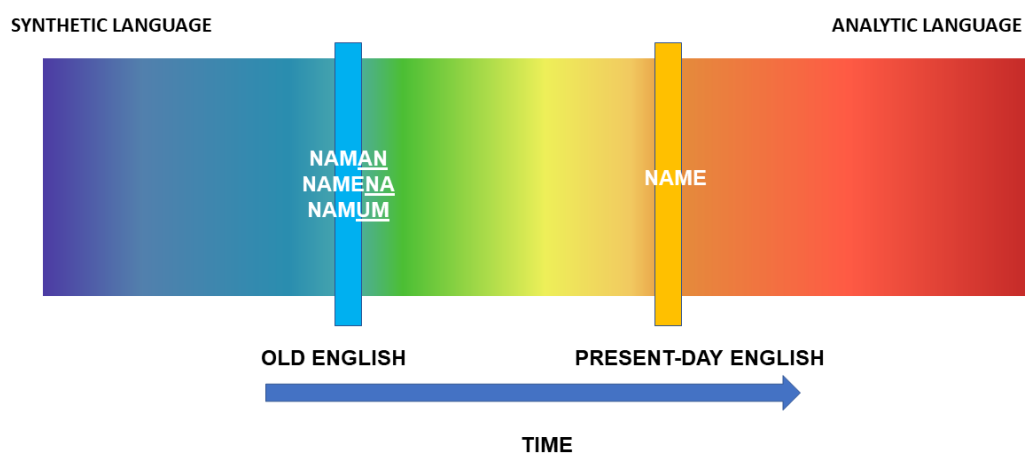 SYNTHETIC LANGUAGE
ANALYTIC LANGUAGE
NAMAN
NAMENA
NAMUM
NAME
OLD ENGLISH
PRESENT-DAY ENGLISH
TIME